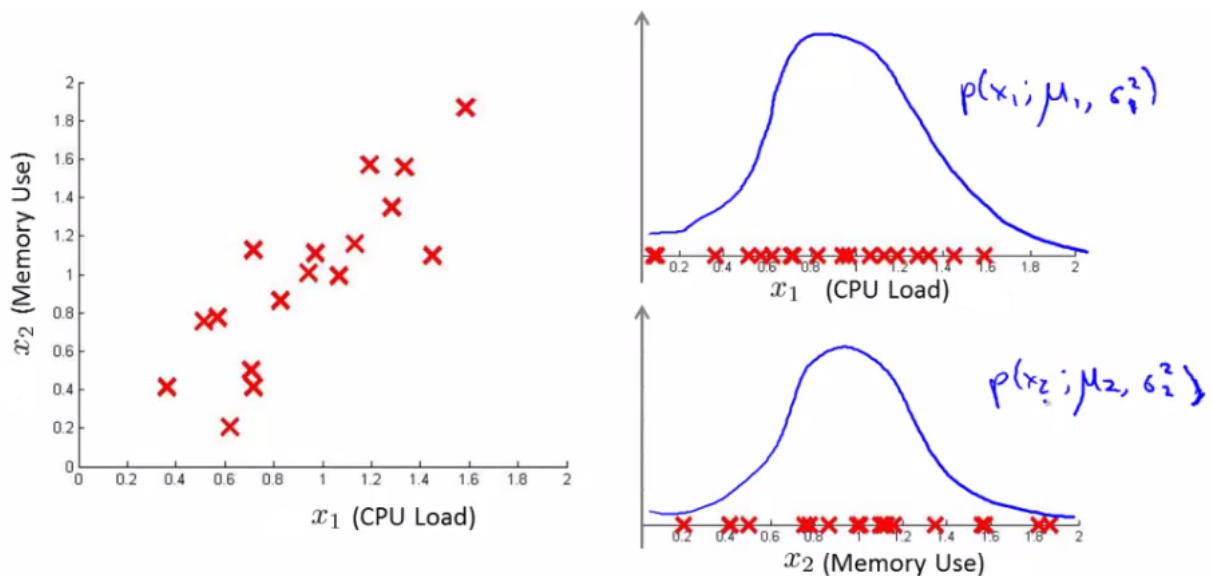 2
1.8
1.6
1.4
1.2
1
0.8
0.6
0.4
0.2
0
x₂ (Memory Use)
0 0.2 0.4 0.6 0.8 1 1.2 1.4 1.6 1.8 2
x₁ (CPU Load)
p(x₁; μ₁, σ₁²)
0.2 0.4 0.6 0.8 1 1.2 1.4 1.6 1.8 2
x₁ (CPU Load)
p(x₂; μ₂, σ₂²)
0.2 0.4 0.6 0.8 1 1.2 1.4 1.6 1.8 2
x₂ (Memory Use)